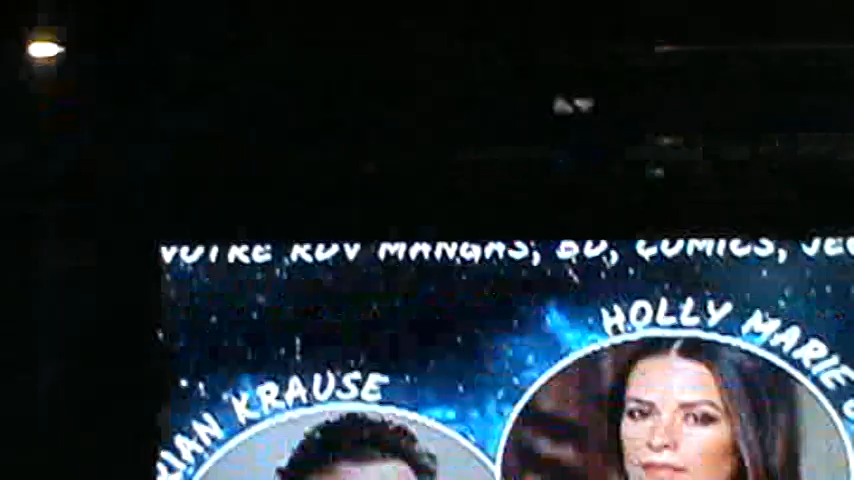 VOTRE RDV MANGAS, BD, COMICS,
HOLLY MARIE
KRAUSE